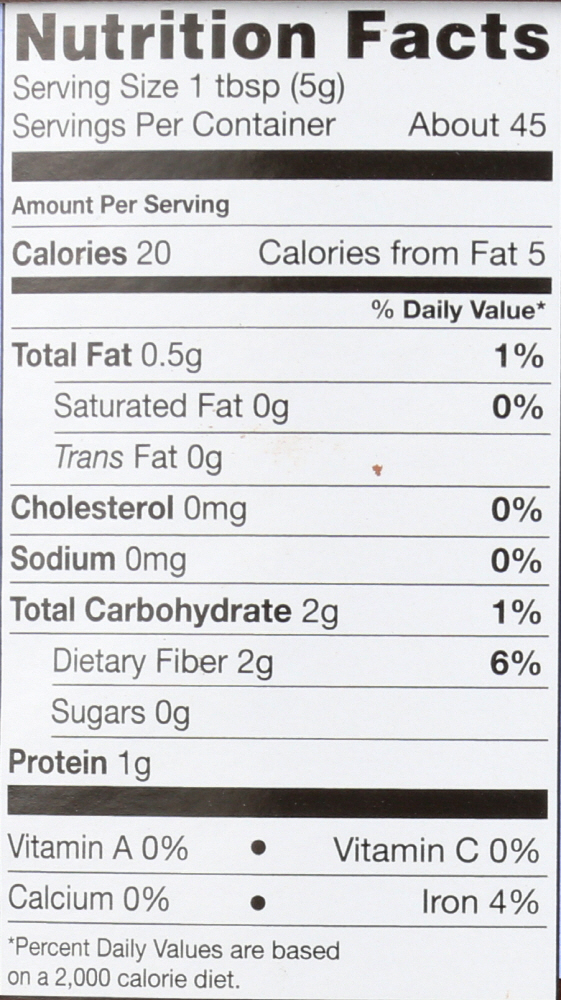 Nutrition Facts
Serving Size 1 tbsp (5g)
Servings Per Container About 45
Amount Per Serving
Calories 20 Calories from Fat 5
% Daily Value*
Total Fat 0.5g 1%
Saturated Fat 0g 0%
Trans Fat 0g
Cholesterol 0mg 0%
Sodium 0mg 0%
Total Carbohydrate 2g 1%
Dietary Fiber 2g 6%
Sugars 0g
Protein 1g
Vitamin A 0% • Vitamin C 0%
Calcium 0% • Iron 4%
*Percent Daily Values are based
on a 2,000 calorie diet.